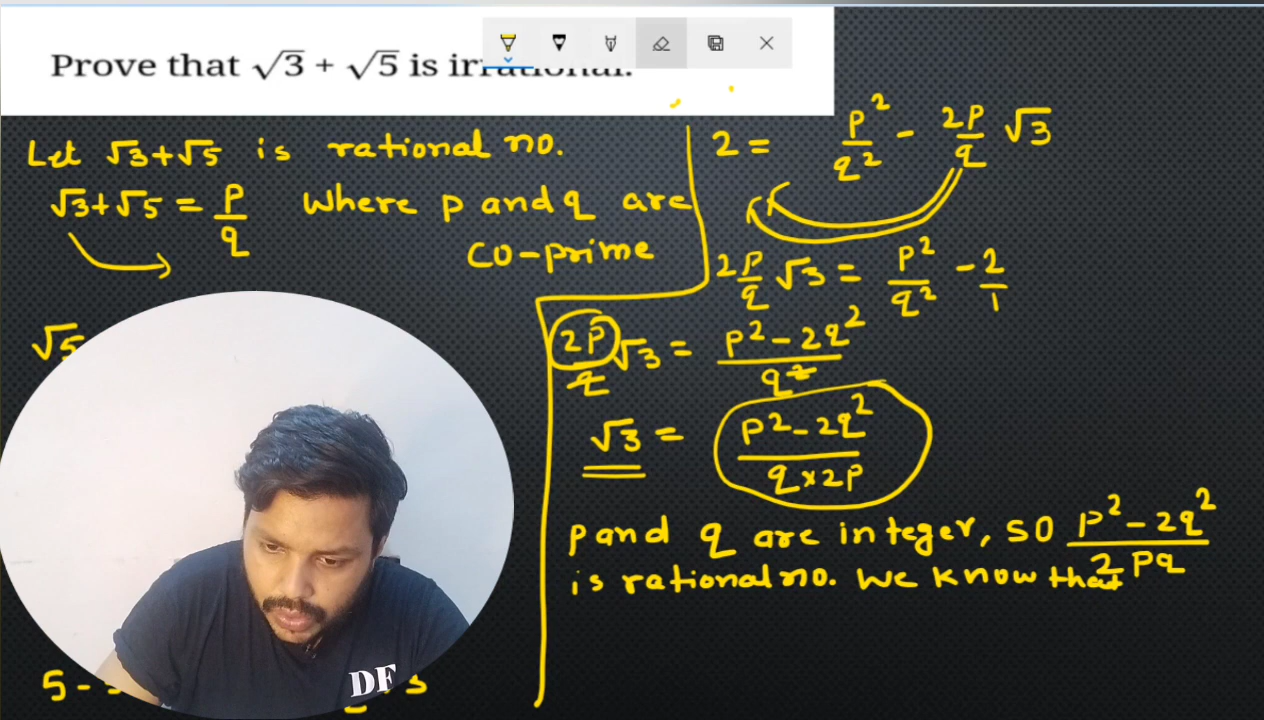 Prove that √3 + √5 is irrational.
Let √3+√5 is rational no.
√3+√5 = p/q where p and q are
co-prime
√5
5 -
2 = p²/q² - 2p/q √3
2p/q √3 = p²/q² - 2/1
2p/q √3 = p² - 2q²/q²
√3 = p² - 2q²/q×2p
p and q are integer, so p² - 2q²/2pq
is rational no. We know that
DF